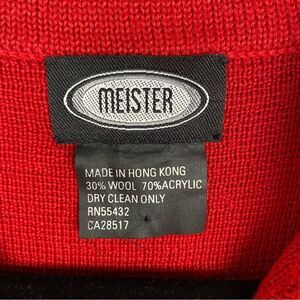 MEISTER
MADE IN HONG KONG
30% WOOL 70%ACRYLIC
DRY CLEAN ONLY
RN55432
CA28517